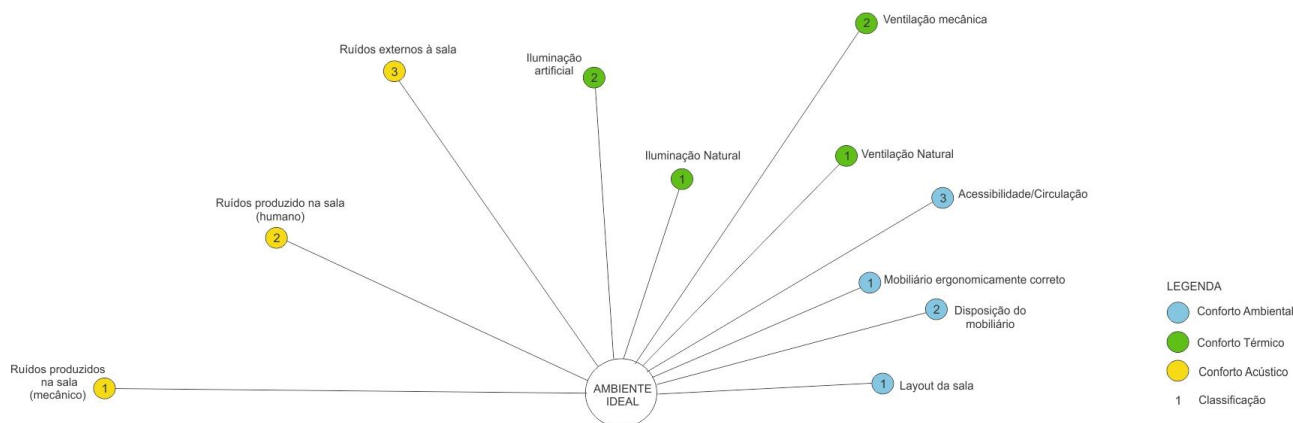 Ventilação mecânica
2
Ruídos externos à sala
3
Iluminação
artificial
2
Iluminação Natural
1
Ventilação Natural
1
Acessibilidade/Circulação
3
Ruídos produzido na sala
(humano)
2
Mobiliário ergonomicamente correto
1
Disposição do
mobiliário
2
Ruídos produzidos
na sala
(mecânico)
1
AMBIENTE
IDEAL
Layout da sala
1
LEGENDA
Conforto Ambiental
Conforto Térmico
Conforto Acústico
1 Classificação